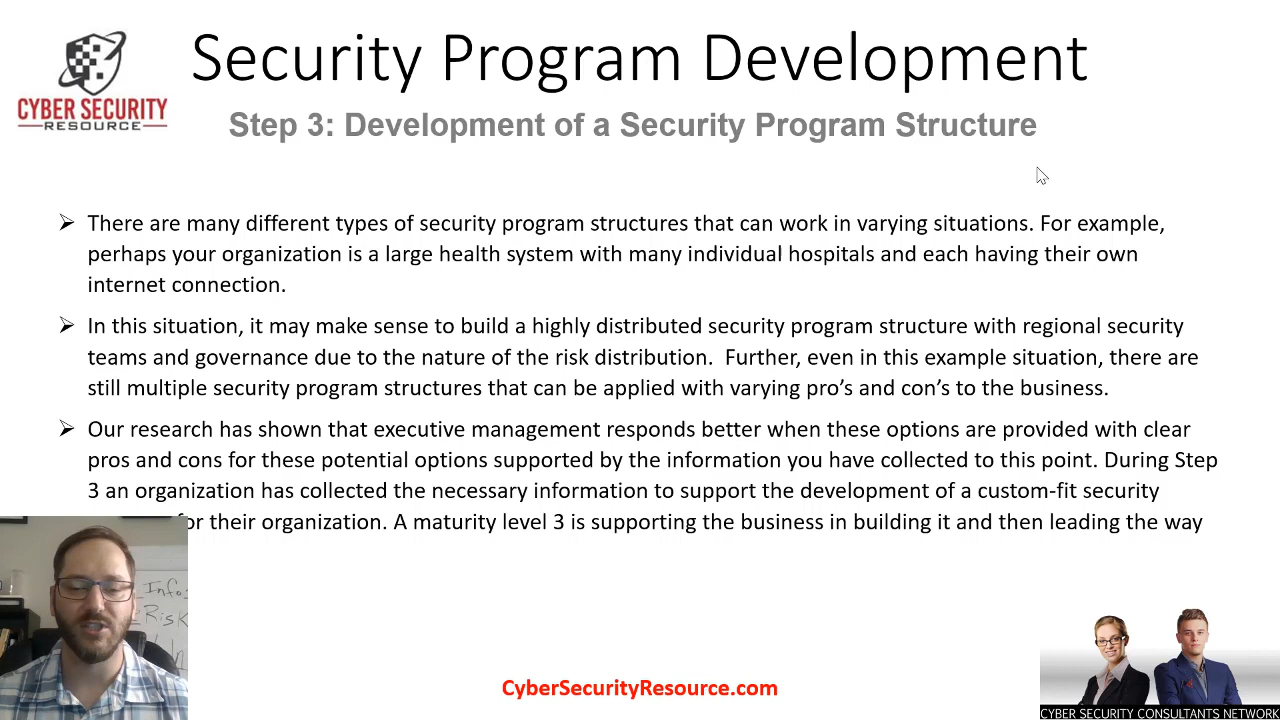 Security Program Development
CYBER SECURITY
RESOURCE
Step 3: Development of a Security Program Structure
There are many different types of security program structures that can work in varying situations. For example,
perhaps your organization is a large health system with many individual hospitals and each having their own
internet connection.
In this situation, it may make sense to build a highly distributed security program structure with regional security
teams and governance due to the nature of the risk distribution. Further, even in this example situation, there are
still multiple security program structures that can be applied with varying pro’s and con’s to the business.
Our research has shown that executive management responds better when these options are provided with clear
pros and cons for these potential options supported by the information you have collected to this point. During Step
3 an organization has collected the necessary information to support the development of a custom-fit security
for their organization. A maturity level 3 is supporting the business in building it and then leading the way
Info
Risk
CyberSecurityResource.com
CYBER SECURITY CONSULTANTS NETWORK